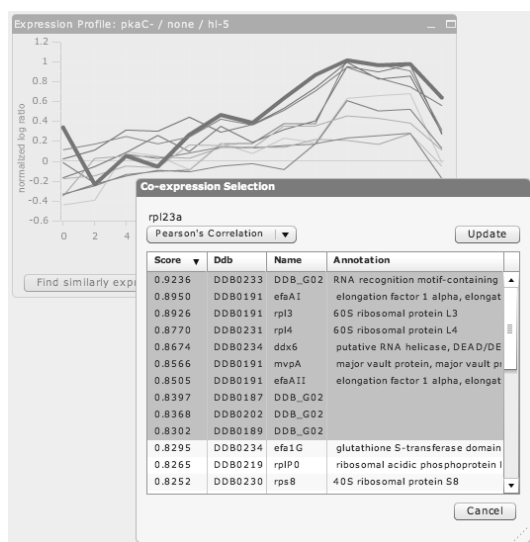 Expression Profile: pkaC- / none / hl-5
1.2
1
0.8
0.6
0.4
0.2
0
-0.2
-0.4
-0.6
normalized log ratio
0 2 4
Find similarly expr
Co-expression Selection
rpl23a
Pearson's Correlation
Update
Score Ddb Name Annotation
0.9236 DDB0233 DDB_G02 RNA recognition motif-containing
0.8950 DDB0191 efaAI elongation factor 1 alpha, elongat
0.8926 DDB0191 rpl3 60S ribosomal protein L3
0.8770 DDB0231 rpl4 60S ribosomal protein L4
0.8674 DDB0234 ddx6 putative RNA helicase, DEAD/DE
0.8566 DDB0191 mvpA major vault protein, major vault pr
0.8505 DDB0191 efaAII elongation factor 1 alpha, elongat
0.8397 DDB0187 DDB_G02
0.8368 DDB0202 DDB_G02
0.8302 DDB0189 DDB_G02
0.8295 DDB0234 efa1G glutathione S-transferase domain
0.8265 DDB0219 rplP0 ribosomal acidic phosphoprotein
0.8252 DDB0230 rps8 40S ribosomal protein S8
Cancel